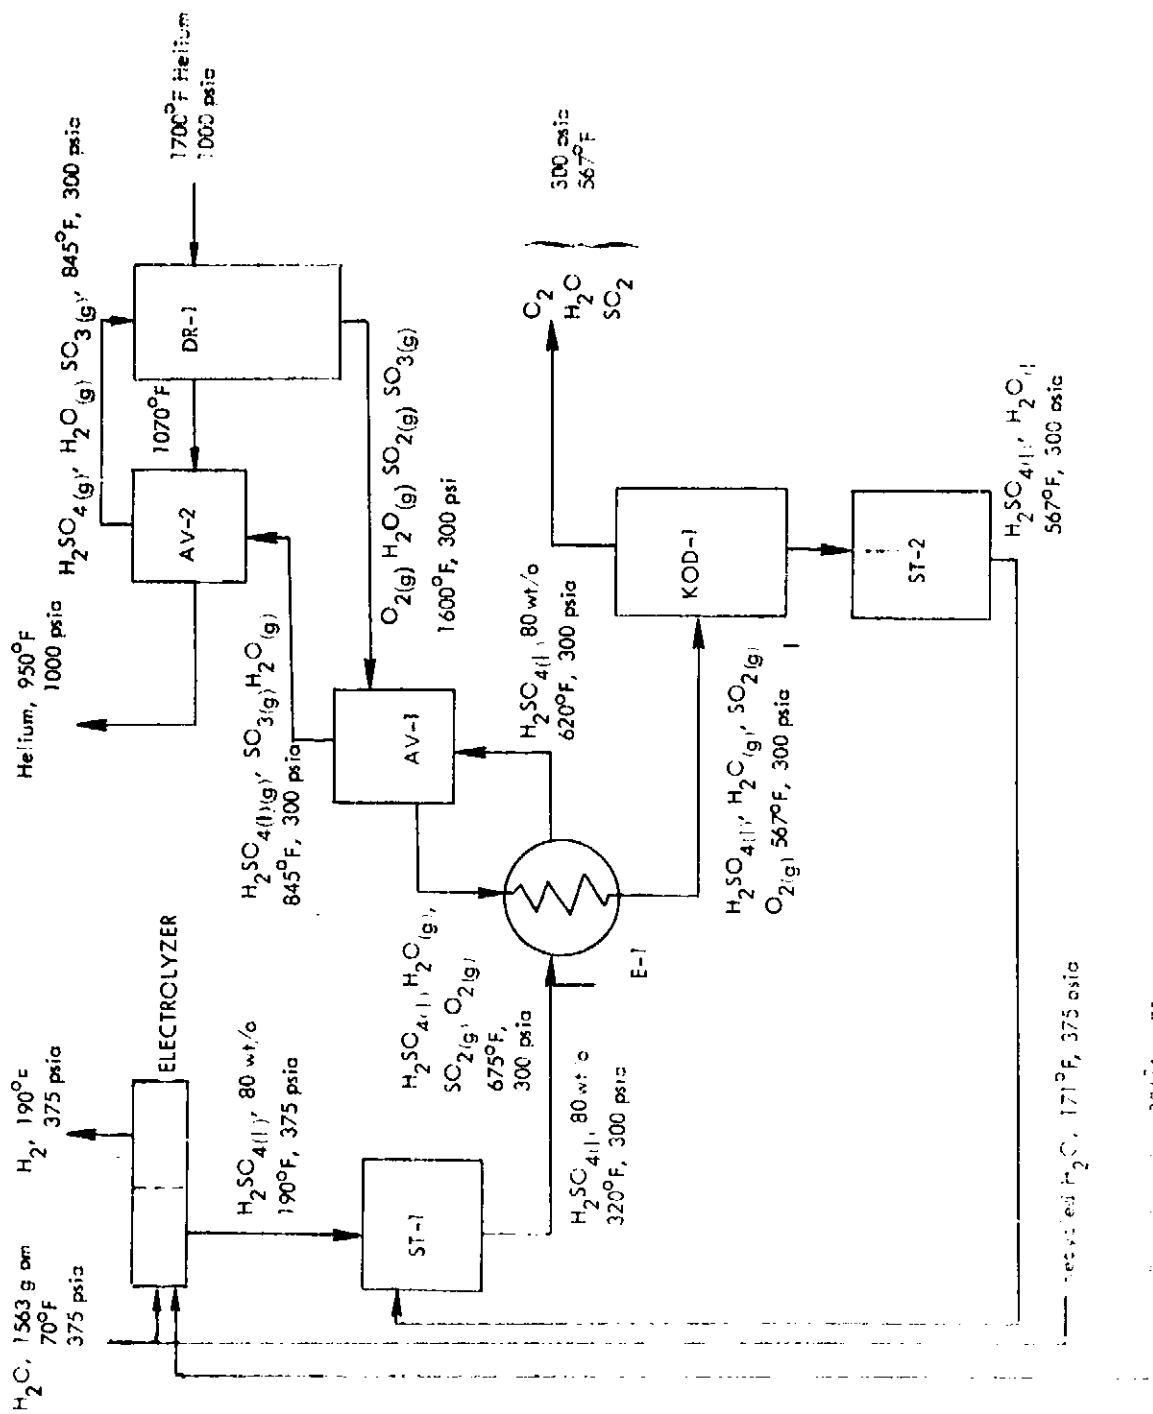 H2O, 1563 gpm
70°F
375 psia
H2, 190°F
375 psia
ELECTROLYZER
H2SO4(l), 80 wt/o
190°F, 375 psia
ST-1
H2SO4(l), 80 wt o
320°F, 300 psia
E-1
H2SO4(l), H2O(g),
SO2(g), O2(g)
675°F,
300 psia
Helium, 950°F
1000 psia
H2SO4(l)(g), SO3(g) H2O(g)
845°F, 300 psia
AV-1
H2SO4(l), 80 wt/o
620°F, 300 psia
H2SO4(l), H2O(g), SO2(g)
O2(g) 567°F, 300 psia
AV-2
H2SO4(g), H2O(g) SO3(g), 845°F, 300 psia
1070°F
DR-1
1700°F Helium
1000 psia
O2(g) H2O(g) SO2(g) SO3(g)
1600°F, 300 psi
KOD-1
O2
H2O
SO2
300 psia
567°F
ST-2
H2SO4(l), H2O(l)
567°F, 300 psia
H2O, 171°F, 375 psia